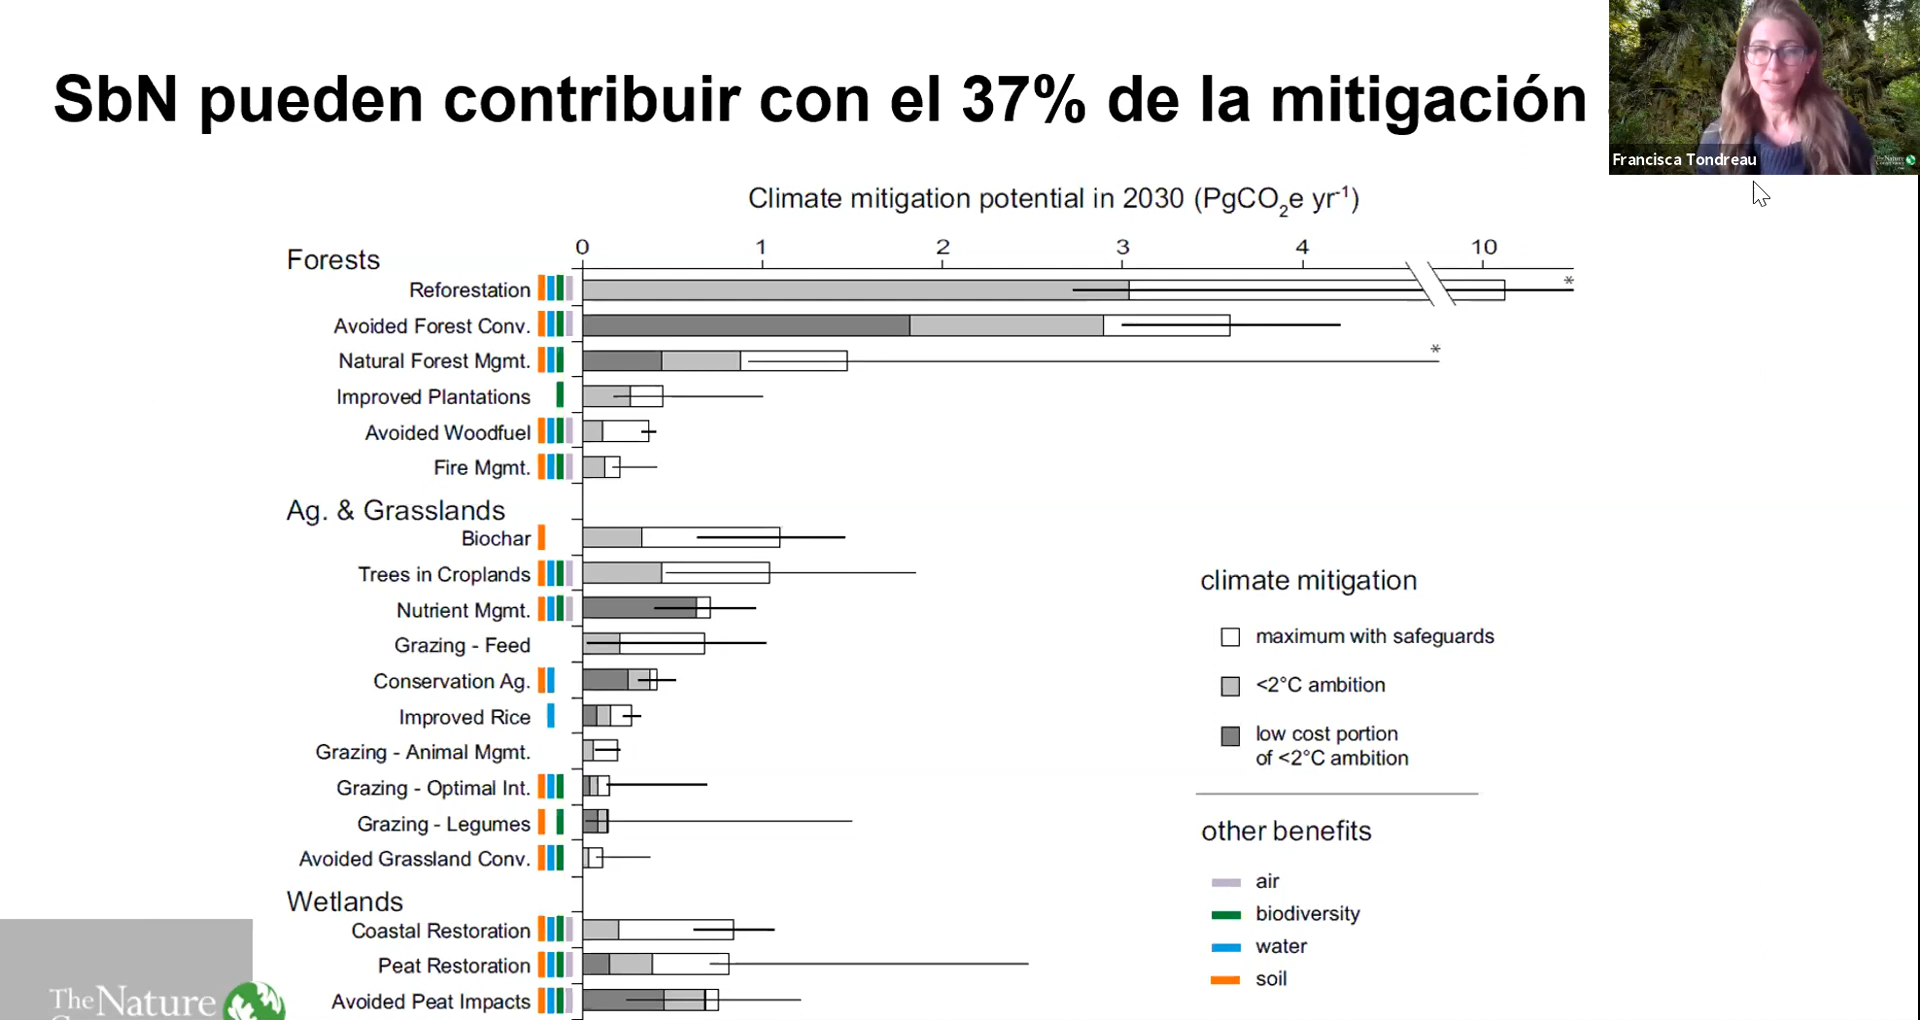 SbN pueden contribuir con el 37% de la mitigación
Francisca Tondreau
Climate mitigation potential in 2030 (PgCO2e yr-1)
0 1 2 3 4 10
Forests
Reforestation
*
Avoided Forest Conv.
Natural Forest Mgmt.
*
Improved Plantations
Avoided Woodfuel
Fire Mgmt.
Ag. & Grasslands
Biochar
Trees in Croplands
Nutrient Mgmt.
Grazing - Feed
Conservation Ag.
Improved Rice
Grazing - Animal Mgmt.
Grazing - Optimal Int.
Grazing - Legumes
Avoided Grassland Conv.
Wetlands
Coastal Restoration
Peat Restoration
Avoided Peat Impacts
climate mitigation
maximum with safeguards
<2°C ambition
low cost portion
of <2°C ambition
other benefits
air
biodiversity
water
soil
The Nature